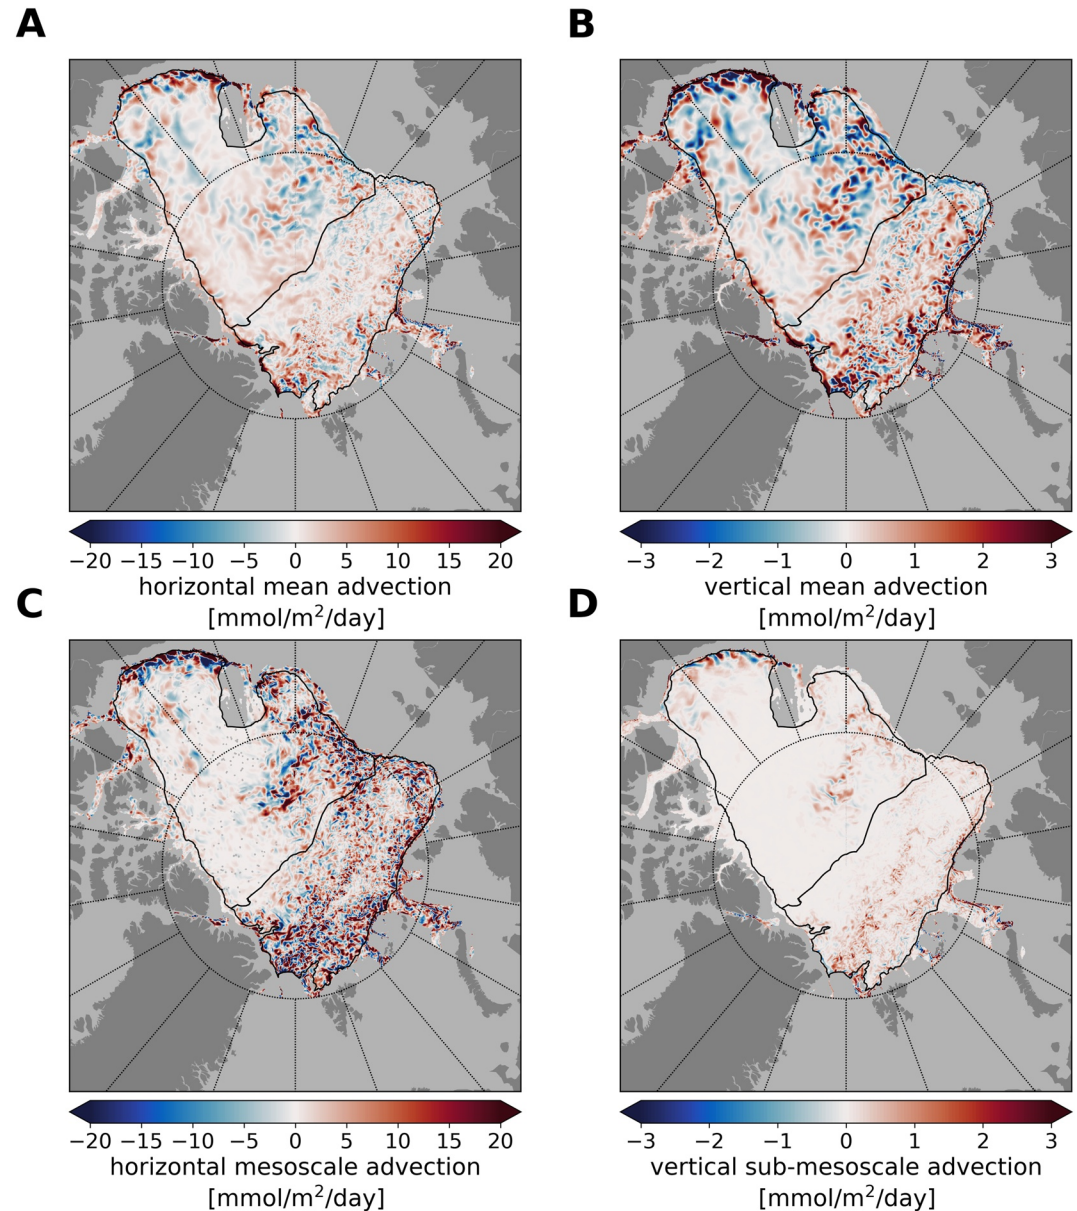 A
B
−20 −15 −10 −5 0 5 10 15 20
horizontal mean advection
[mmol/m²/day]
−3 −2 −1 0 1 2 3
vertical mean advection
[mmol/m²/day]
C
D
−20 −15 −10 −5 0 5 10 15 20
horizontal mesoscale advection
[mmol/m²/day]
−3 −2 −1 0 1 2 3
vertical sub-mesoscale advection
[mmol/m²/day]